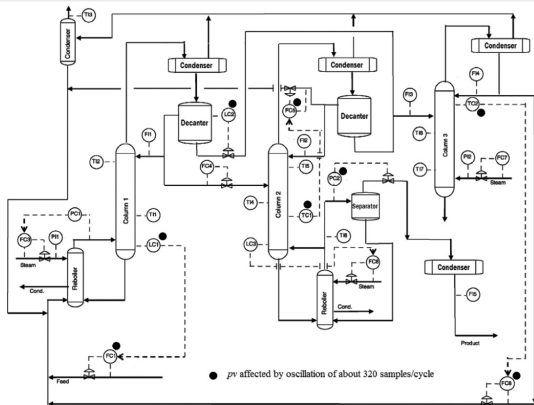 TI3
Condenser
Condenser
Condenser
Condenser
FI4
TC2
FI3
LC2
Decanter
FC5
Decanter
FI1
FI2
TI8
TI2
FC4
TI5
PC2
TI7
PI2
FC7
Steam
Column 1
Column 2
Column 3
Separator
TI4
TC1
PC1
TI1
FC3
PI1
LC1
LC3
TI6
FC6
Steam
Steam
Reboiler
Reboiler
Cond.
Cond.
Condenser
FI5
Product
FC1
Feed
pv affected by oscillation of about 320 samples/cycle
FC8